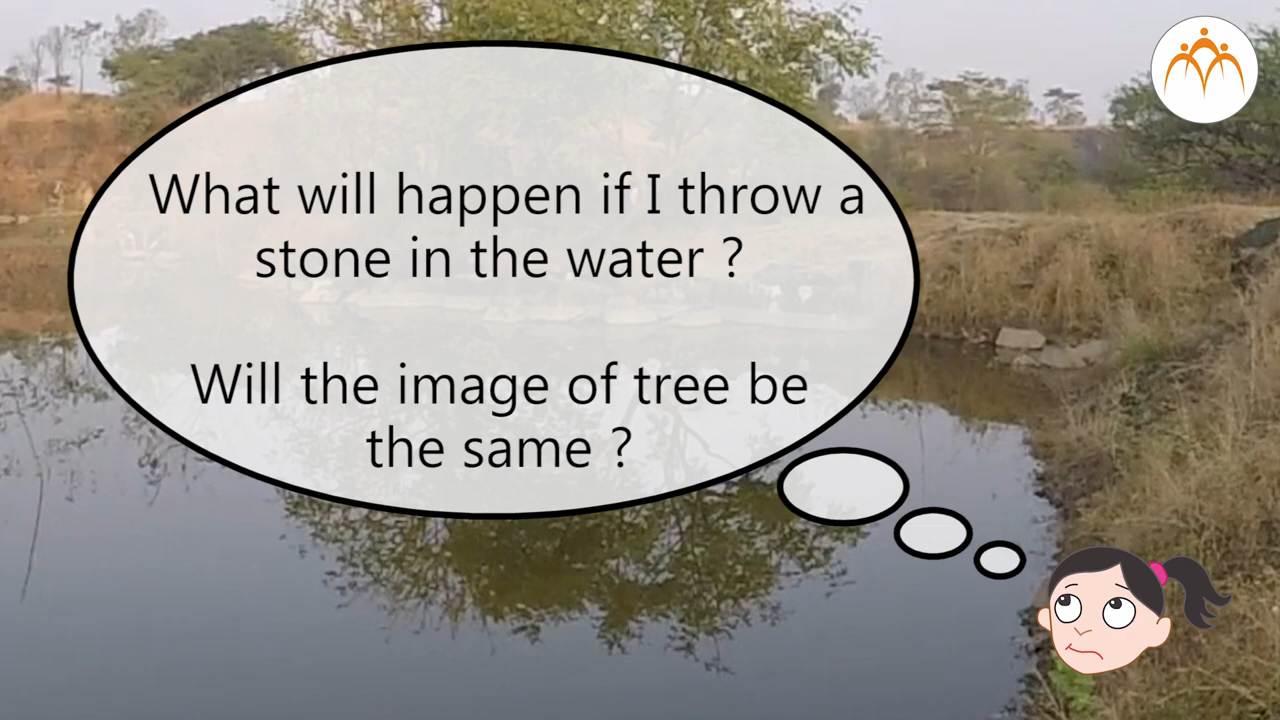 What will happen if I throw a
stone in the water ?
Will the image of tree be
the same ?